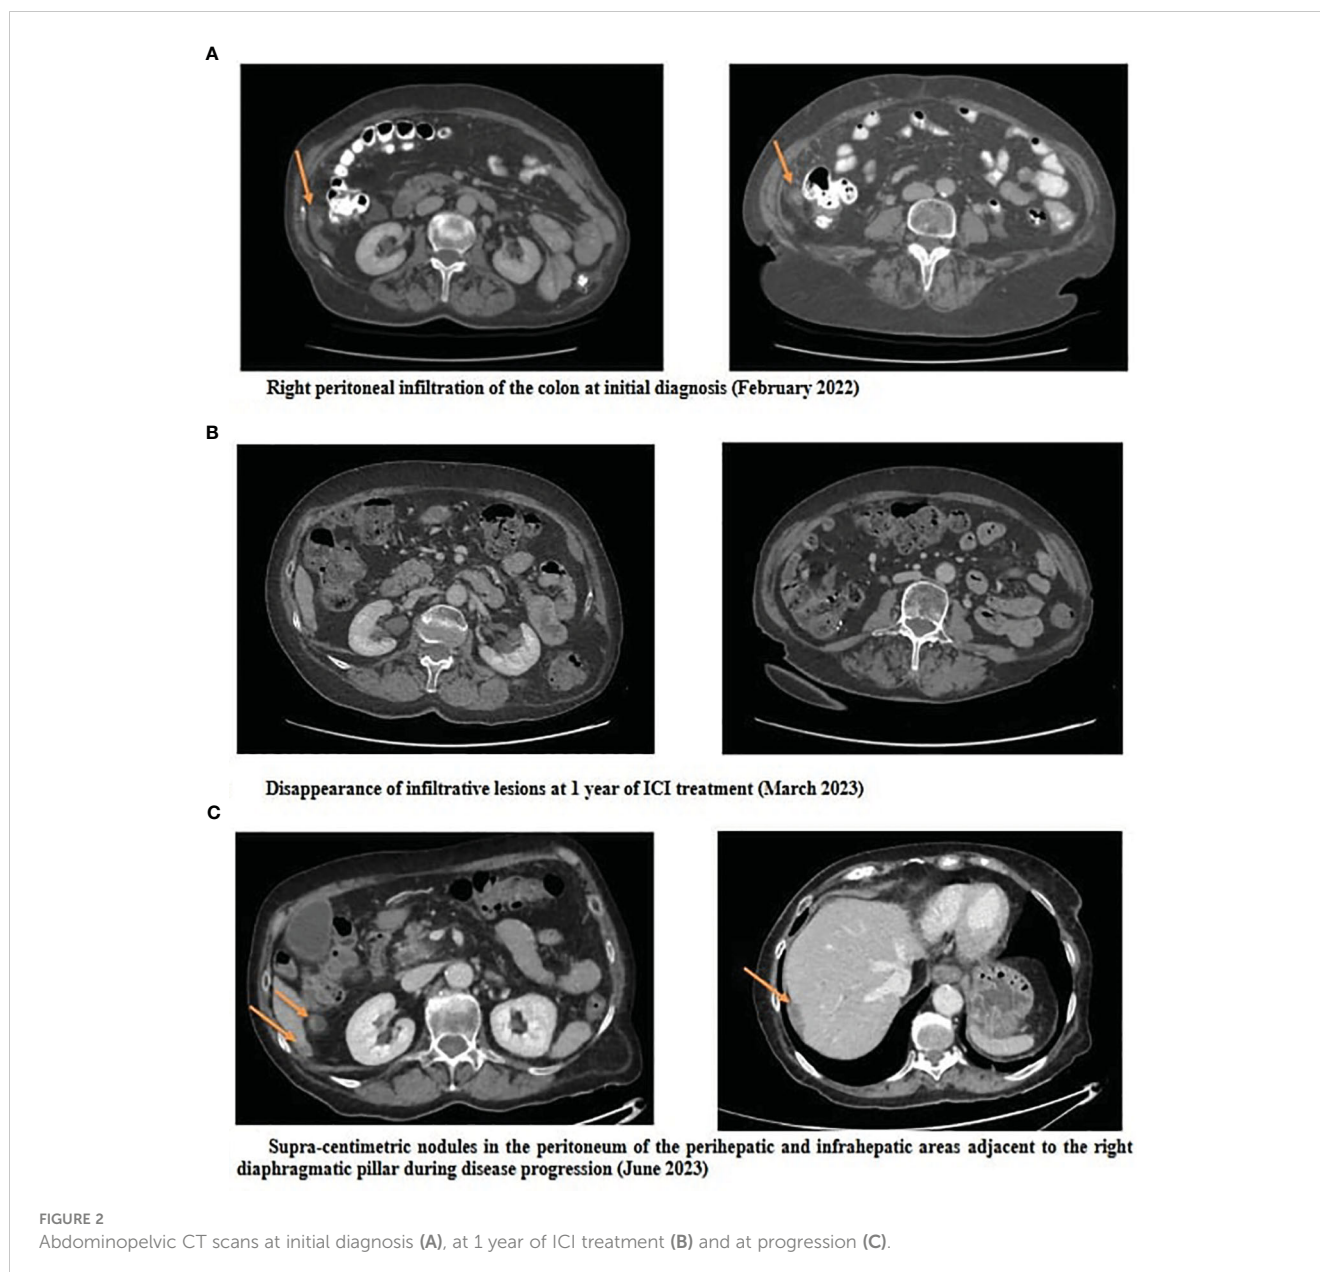 A
Right peritoneal infiltration of the colon at initial diagnosis (February 2022)
B
Disappearance of infiltrative lesions at 1 year of ICI treatment (March 2023)
C
Supra-centimetric nodules in the peritoneum of the perihepatic and infrahepatic areas adjacent to the right
diaphragmatic pillar during disease progression (June 2023)
FIGURE 2
Abdominopelvic CT scans at initial diagnosis (A), at 1 year of ICI treatment (B) and at progression (C).